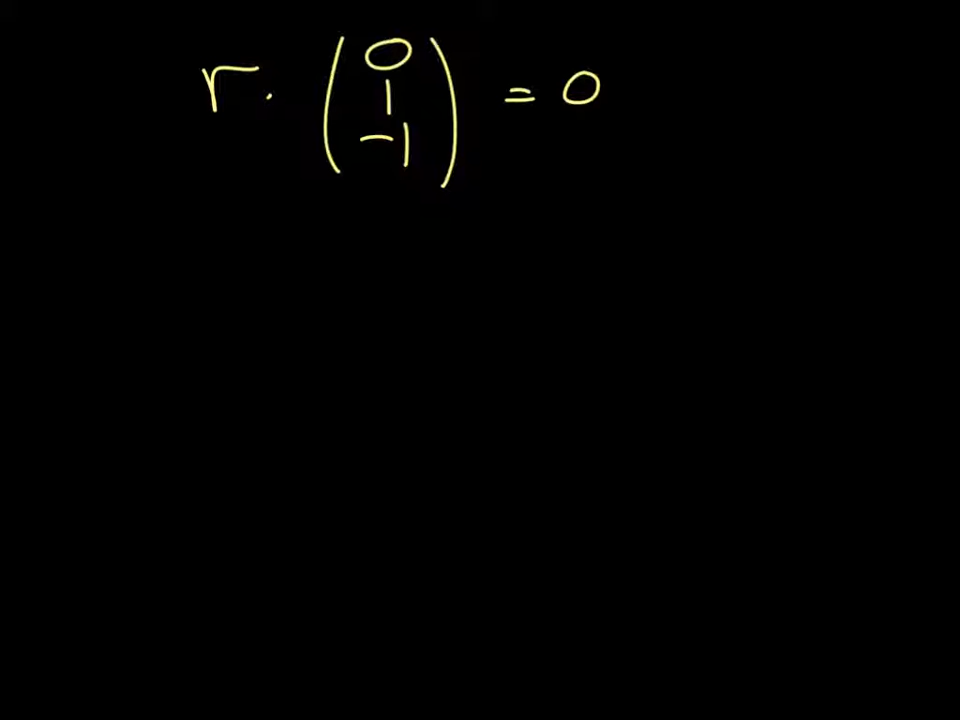 r. ( 0
1
-1 ) = 0